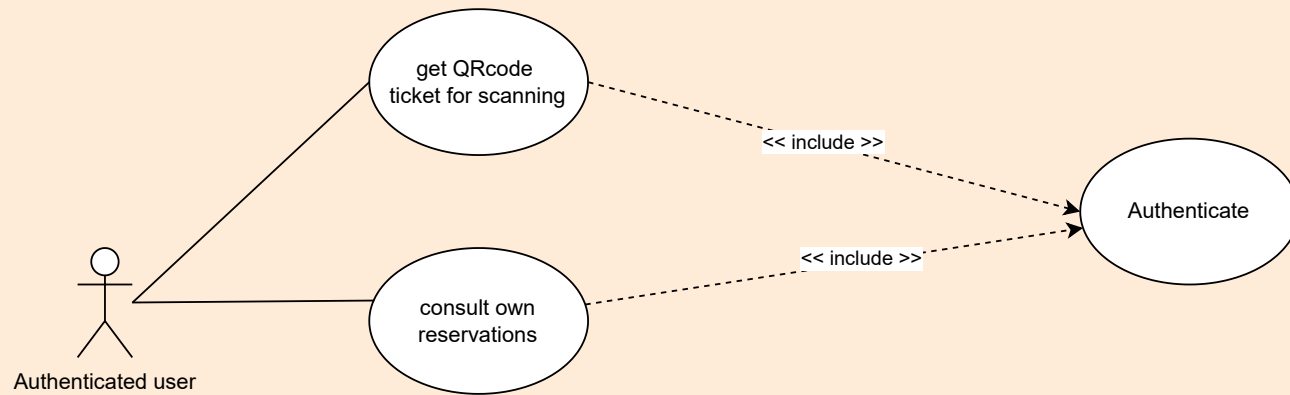 get QRcode
ticket for scanning
<< include >>
Authenticate
<< include >>
consult own
reservations
Authenticated user